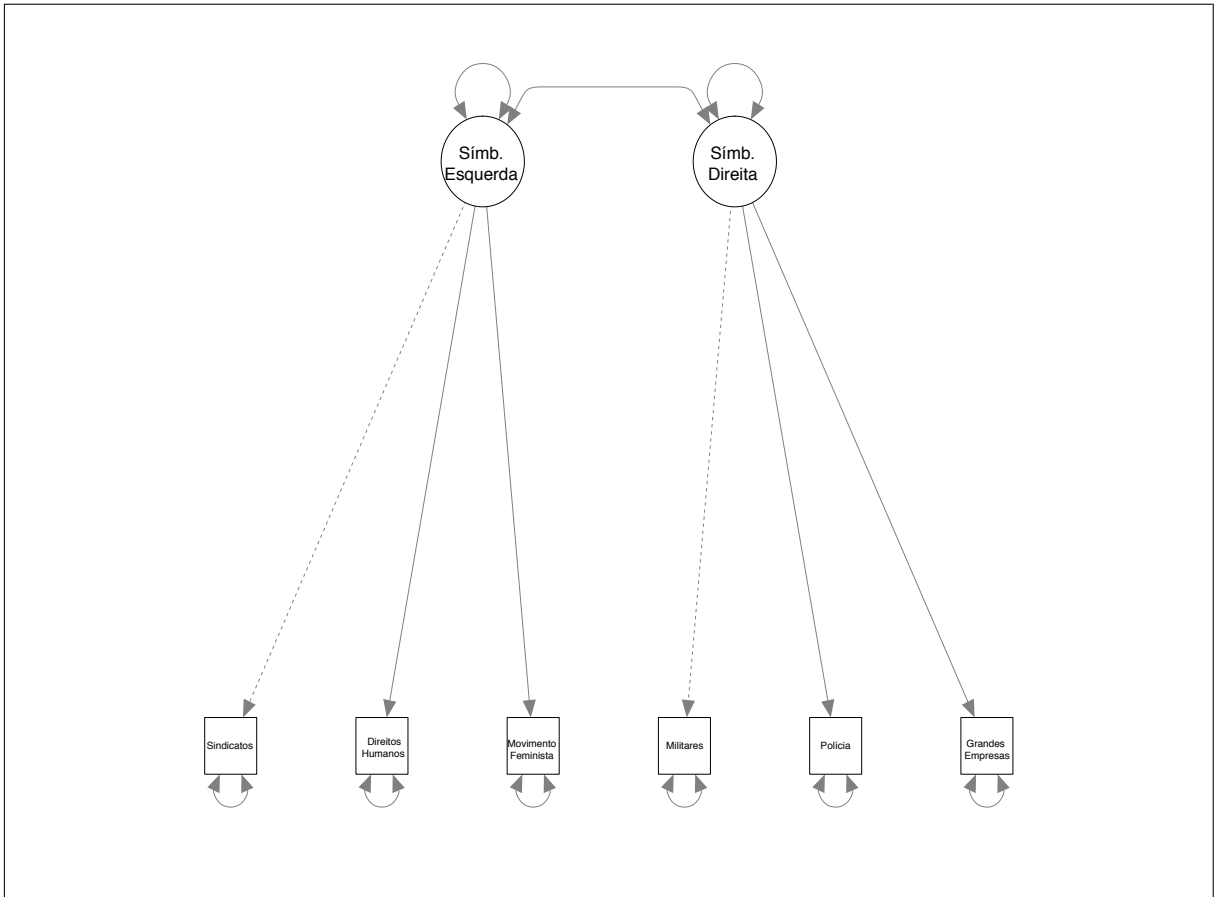 Símb.
Esquerda
Símb.
Direita
Sindicatos
Direitos
Humanos
Movimento
Feminista
Militares
Polícia
Grandes
Empresas